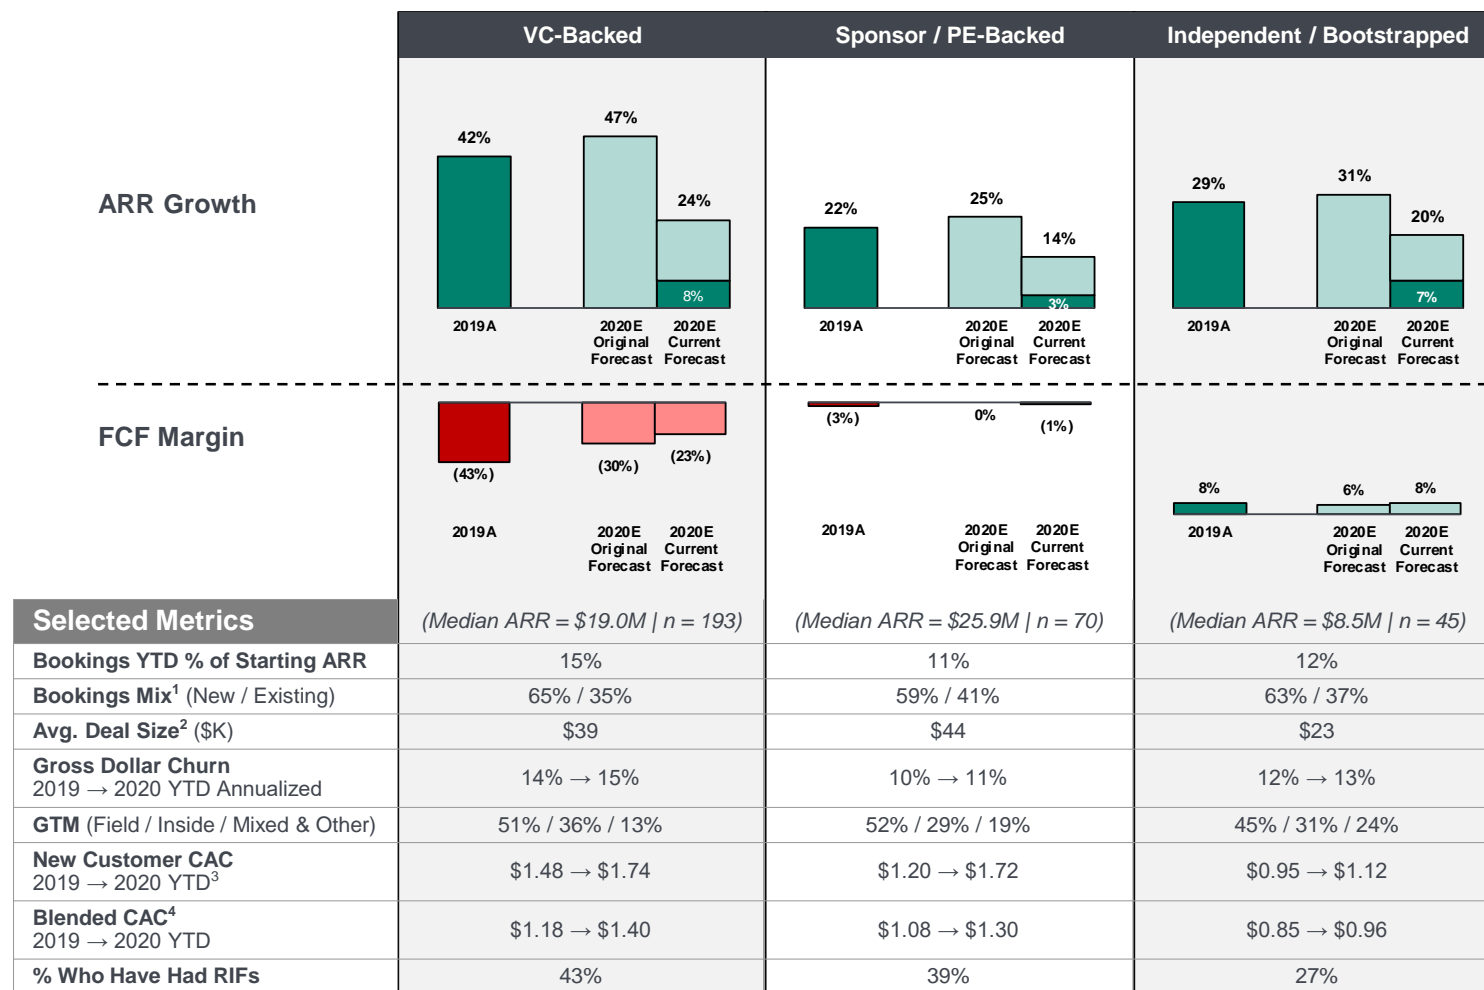 VC-Backed
Sponsor / PE-Backed
Independent / Bootstrapped
ARR Growth
42%
47%
24%
8%
2019A
2020E Original Forecast
2020E Current Forecast
22%
25%
14%
3%
2019A
2020E Original Forecast
2020E Current Forecast
29%
31%
20%
7%
2019A
2020E Original Forecast
2020E Current Forecast
FCF Margin
(43%)
(30%)
(23%)
2019A
2020E Original Forecast
2020E Current Forecast
(3%)
0%
(1%)
2019A
2020E Original Forecast
2020E Current Forecast
8%
6%
8%
2019A
2020E Original Forecast
2020E Current Forecast
Selected Metrics
(Median ARR = $19.0M | n = 193)
(Median ARR = $25.9M | n = 70)
(Median ARR = $8.5M | n = 45)
Bookings YTD % of Starting ARR
15%
11%
12%
Bookings Mix¹ (New / Existing)
65% / 35%
59% / 41%
63% / 37%
Avg. Deal Size² ($K)
$39
$44
$23
Gross Dollar Churn
2019 → 2020 YTD Annualized
14% → 15%
10% → 11%
12% → 13%
GTM (Field / Inside / Mixed & Other)
51% / 36% / 13%
52% / 29% / 19%
45% / 31% / 24%
New Customer CAC
2019 → 2020 YTD³
$1.48 → $1.74
$1.20 → $1.72
$0.95 → $1.12
Blended CAC⁴
2019 → 2020 YTD
$1.18 → $1.40
$1.08 → $1.30
$0.85 → $0.96
% Who Have Had RIFs
43%
39%
27%